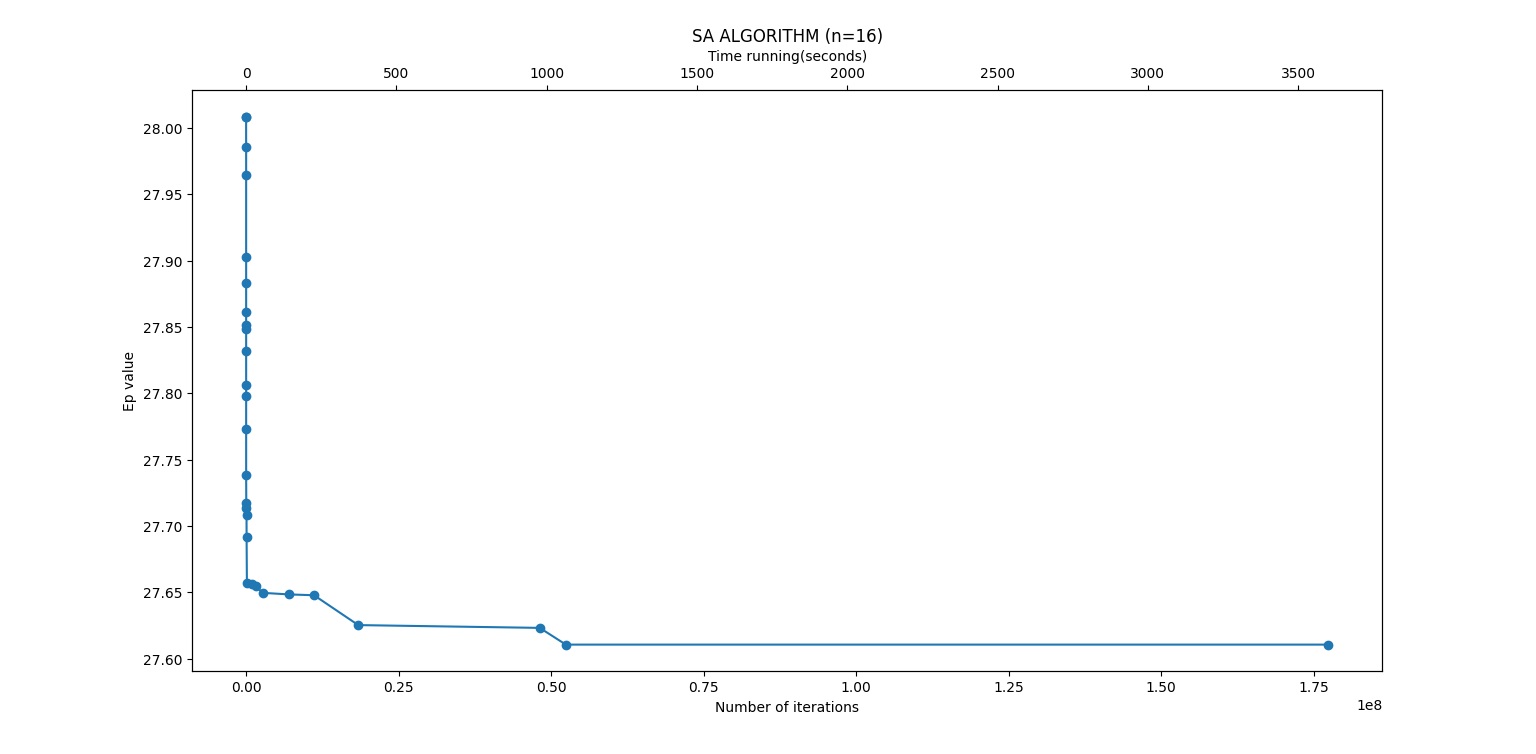 SA ALGORITHM (n=16)
Time running(seconds)
0 500 1000 1500 2000 2500 3000 3500
28.00
27.95
27.90
27.85
27.80
27.75
27.70
27.65
27.60
Ep value
0.00 0.25 0.50 0.75 1.00 1.25 1.50 1.75
1e8
Number of iterations